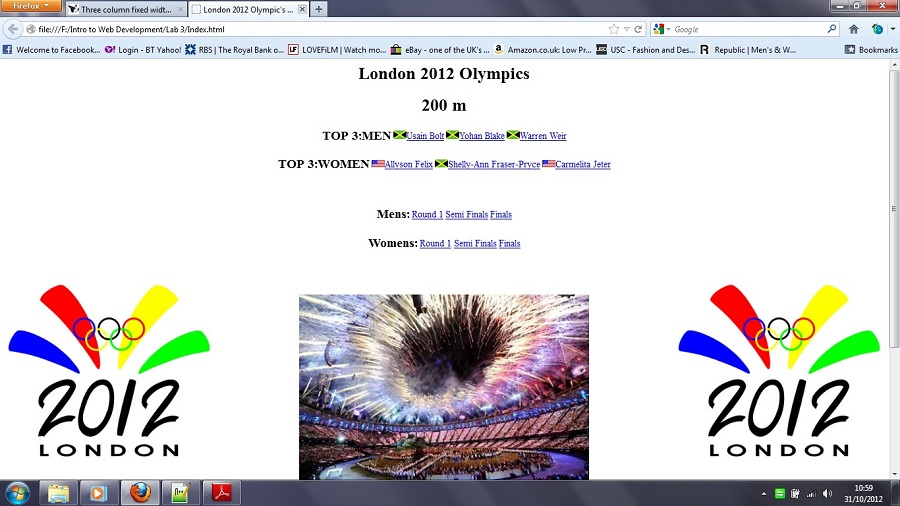 Firefox
Three column fixed widt...
London 2012 Olympic's ...
file:///F:/Intro to Web Development/Lab 3/Index.html
Google
Welcome to Facebook...
Login - BT Yahoo!
RBS | The Royal Bank o...
LOVEFiLM | Watch mo...
eBay - one of the UK's ...
Amazon.co.uk: Low Pr...
USC - Fashion and Des...
Republic | Men's & W...
Bookmarks
London 2012 Olympics
200 m
TOP 3:MEN Usain Bolt Yohan Blake Warren Weir
TOP 3:WOMEN Allyson Felix Shelly-Ann Fraser-Pryce Carmelita Jeter
Mens: Round 1 Semi Finals Finals
Womens: Round 1 Semi Finals Finals
2012
LONDON
2012
LONDON
10:59
31/10/2012